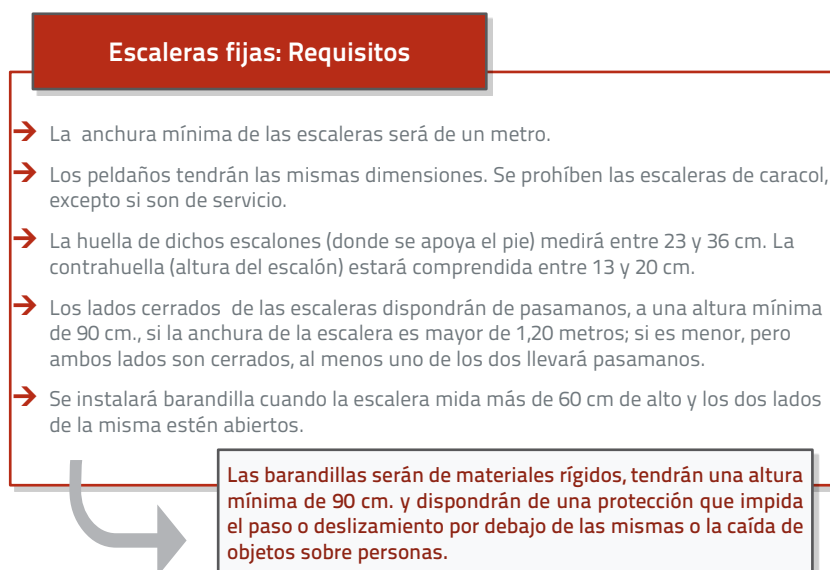 Escaleras fijas: Requisitos
La anchura mínima de las escaleras será de un metro.
Los peldaños tendrán las mismas dimensiones. Se prohíben las escaleras de caracol,
excepto si son de servicio.
La huella de dichos escalones (donde se apoya el pie) medirá entre 23 y 36 cm. La
contrahuella (altura del escalón) estará comprendida entre 13 y 20 cm.
Los lados cerrados de las escaleras dispondrán de pasamanos, a una altura mínima
de 90 cm., si la anchura de la escalera es mayor de 1,20 metros; si es menor, pero
ambos lados son cerrados, al menos uno de los dos llevará pasamanos.
Se instalará barandilla cuando la escalera mida más de 60 cm de alto y los dos lados
de la misma estén abiertos.
Las barandillas serán de materiales rígidos, tendrán una altura
mínima de 90 cm. y dispondrán de una protección que impida
el paso o deslizamiento por debajo de las mismas o la caída de
objetos sobre personas.